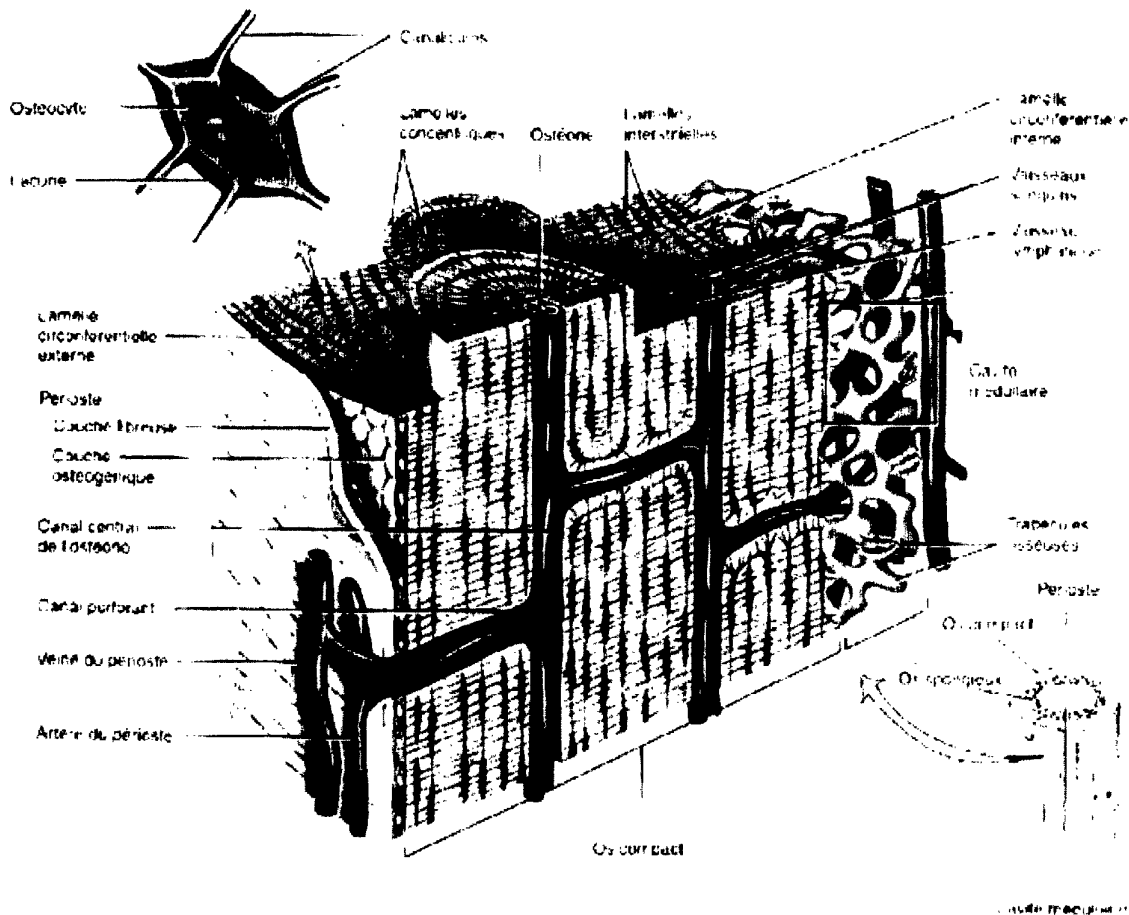 Canalicules
Ostéocyte
Lacune
Lamelles
concentriques
Ostéone
Lamelles
interstitielles
Lamelle
circonférentielle
interne
Vaisseaux
sanguins
Vaisseau
lymphatique
Lamelle
circonférentielle
externe
Périoste
Couche fibreuse
Couche
ostéogénique
Canal central
de l'ostéone
Canal perforant
Veine du périoste
Artère du périoste
Cavité
médullaire
Trabécules
osseuses
Périoste
Os compact
Os spongieux
Os compact
Cavité médullaire